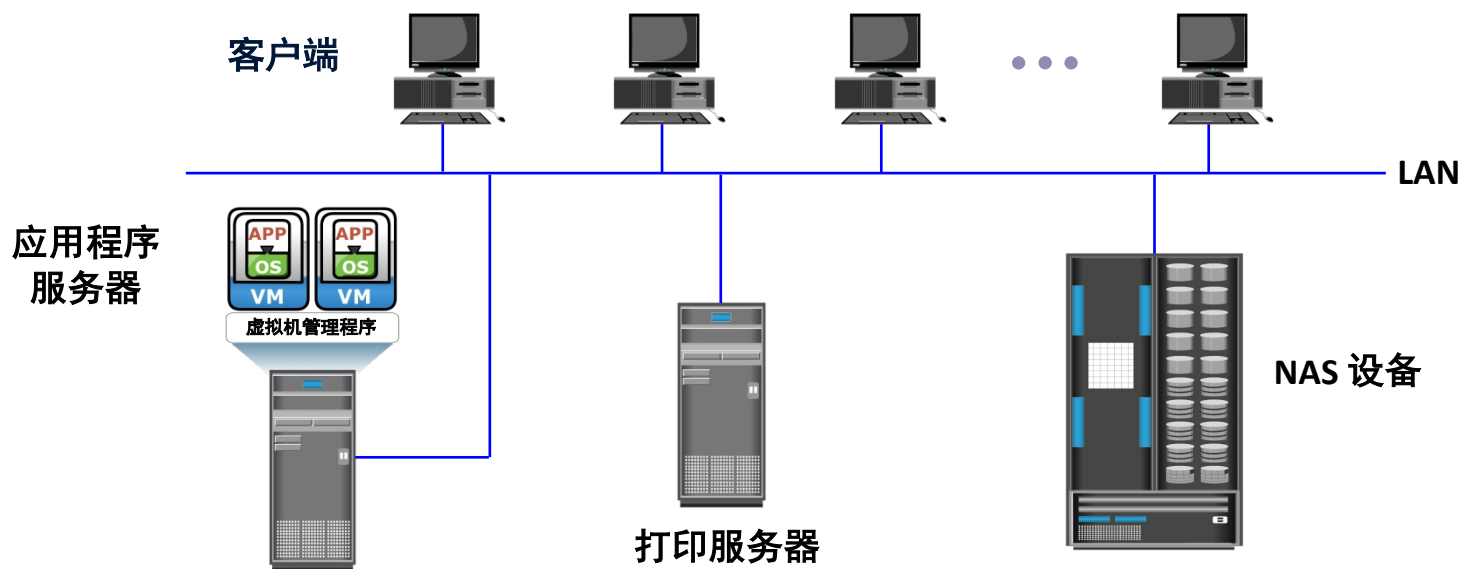 客户端
LAN
应用程序
服务器
APP APP
OS OS
VM VM
虚拟机管理程序
NAS 设备
打印服务器